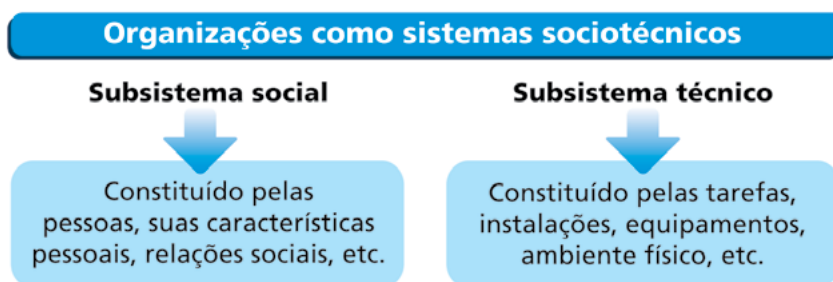 Organizações como sistemas sociotécnicos
Subsistema social
Constituído pelas
pessoas, suas características
pessoais, relações sociais, etc.
Subsistema técnico
Constituído pelas tarefas,
instalações, equipamentos,
ambiente físico, etc.